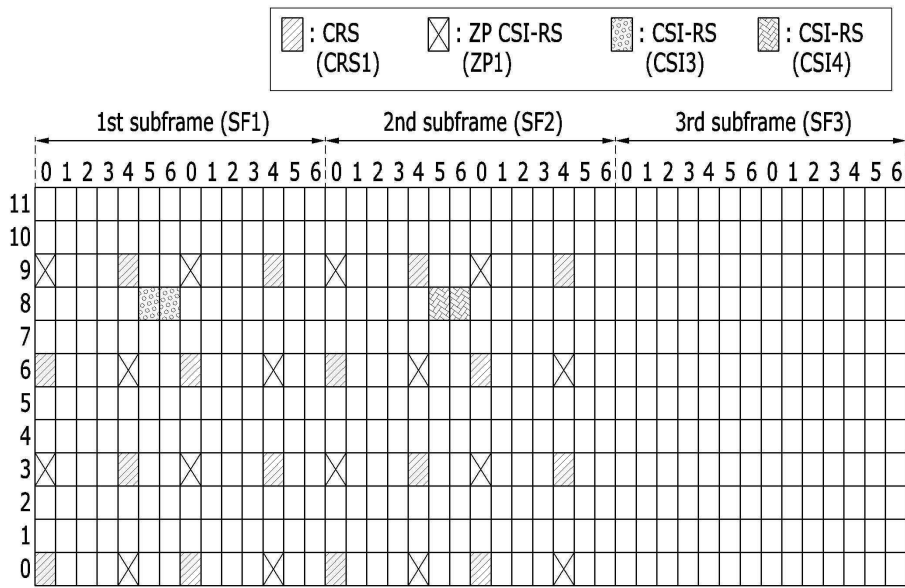 : CRS (CRS1)
: ZP CSI-RS (ZP1)
: CSI-RS (CSI3)
: CSI-RS (CSI4)
1st subframe (SF1)
2nd subframe (SF2)
3rd subframe (SF3)
0 1 2 3 4 5 6 0 1 2 3 4 5 6 0 1 2 3 4 5 6 0 1 2 3 4 5 6 0 1 2 3 4 5 6 0 1 2 3 4 5 6
11
10
9
8
7
6
5
4
3
2
1
0